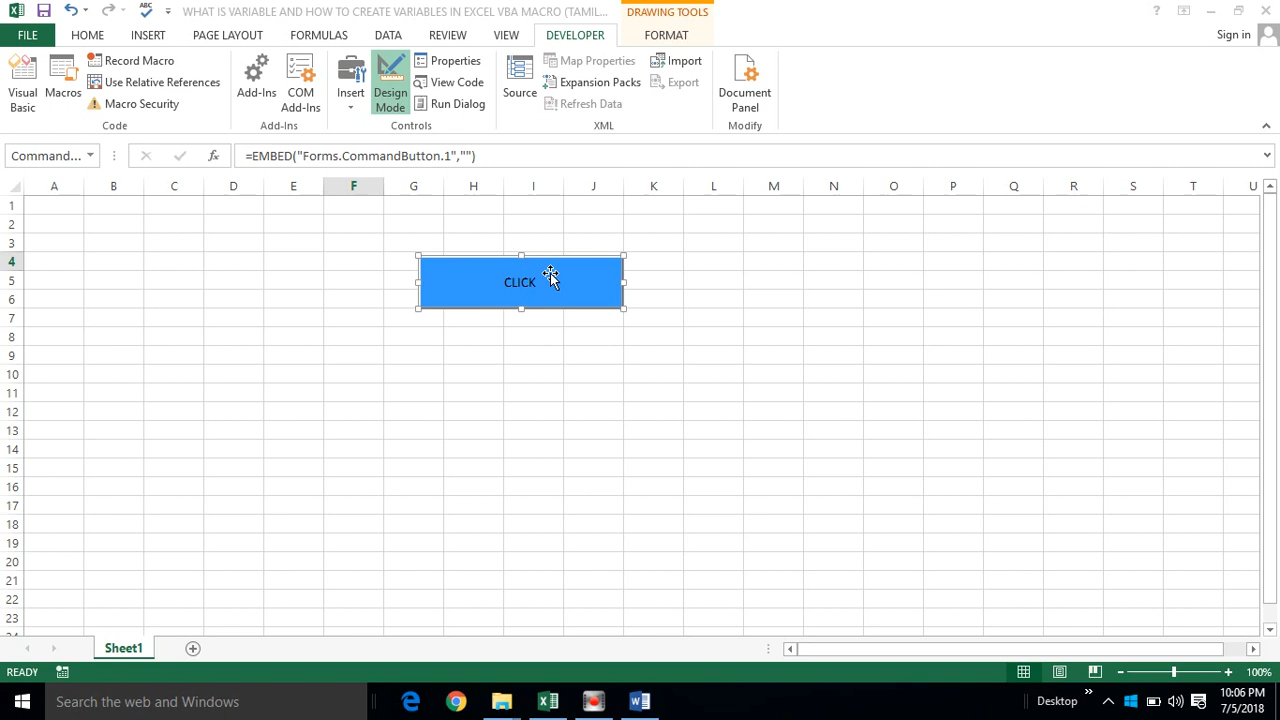 WHAT IS VARIABLE AND HOW TO CREATE VARIABLES IN EXCEL VBA MACRO (TAMIL...
DRAWING TOOLS
?
ABC
FILE
HOME
INSERT
PAGE LAYOUT
FORMULAS
DATA
REVIEW
VIEW
DEVELOPER
FORMAT
Sign in
Visual
Basic
Macros
Record Macro
Use Relative References
Macro Security
Code
Add-Ins
COM
Add-Ins
Add-Ins
Insert
Design
Mode
Properties
View Code
Run Dialog
Controls
Source
Map Properties
Expansion Packs
Refresh Data
Import
Export
XML
Document
Panel
Modify
Command...
fx
=EMBED("Forms.CommandButton.1","")
A B C D E F G H I J K L M N O P Q R S T U
1
2
3
4
5
6
7
8
9
10
11
12
13
14
15
16
17
18
19
20
21
22
23
24
CLICK
Sheet1
READY
100%
Search the web and Windows
Desktop
10:06 PM
7/5/2018